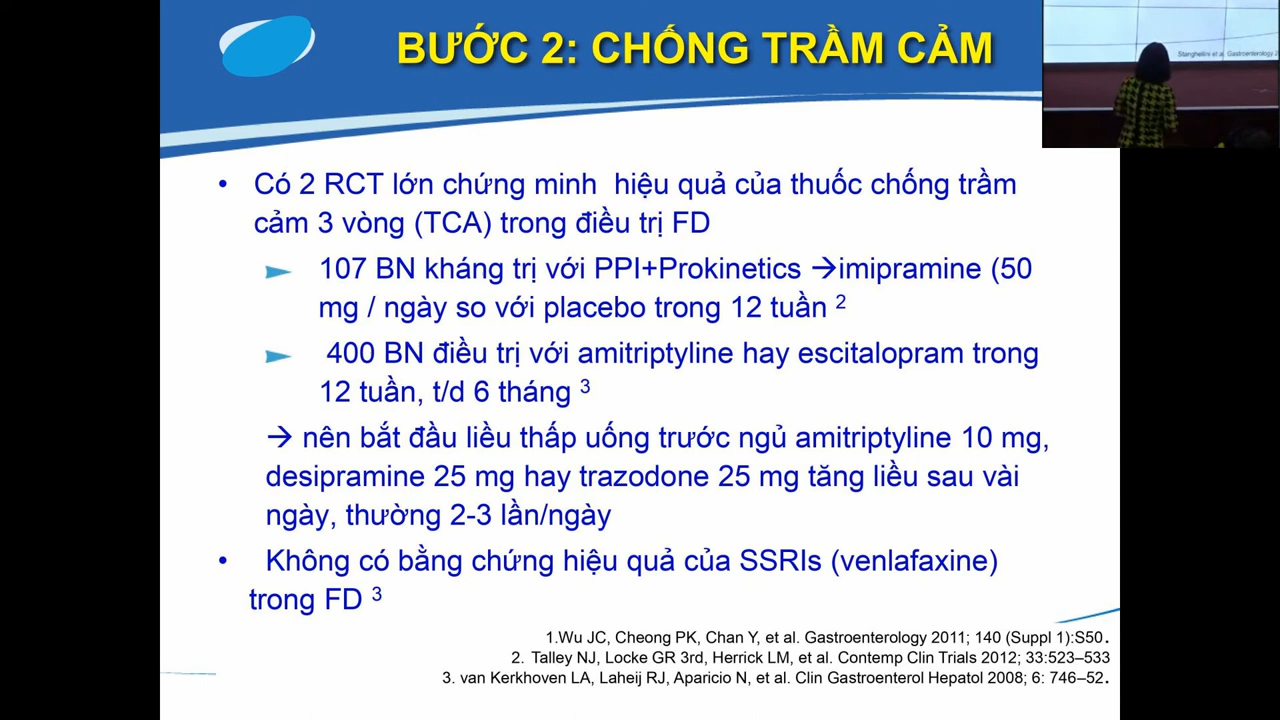 BƯỚC 2: CHỐNG TRẦM CẢM
Stanghellini et al. Gastroenterology 2
• Có 2 RCT lớn chứng minh hiệu quả của thuốc chống trầm
cảm 3 vòng (TCA) trong điều trị FD
107 BN kháng trị với PPI+Prokinetics →imipramine (50
mg / ngày so với placebo trong 12 tuần ²
400 BN điều trị với amitriptyline hay escitalopram trong
12 tuần, t/d 6 tháng ³
→ nên bắt đầu liều thấp uống trước ngủ amitriptyline 10 mg,
desipramine 25 mg hay trazodone 25 mg tăng liều sau vài
ngày, thường 2-3 lần/ngày
• Không có bằng chứng hiệu quả của SSRIs (venlafaxine)
trong FD ³
1.Wu JC, Cheong PK, Chan Y, et al. Gastroenterology 2011; 140 (Suppl 1):S50.
2. Talley NJ, Locke GR 3rd, Herrick LM, et al. Contemp Clin Trials 2012; 33:523–533
3. van Kerkhoven LA, Laheij RJ, Aparicio N, et al. Clin Gastroenterol Hepatol 2008; 6: 746–52.